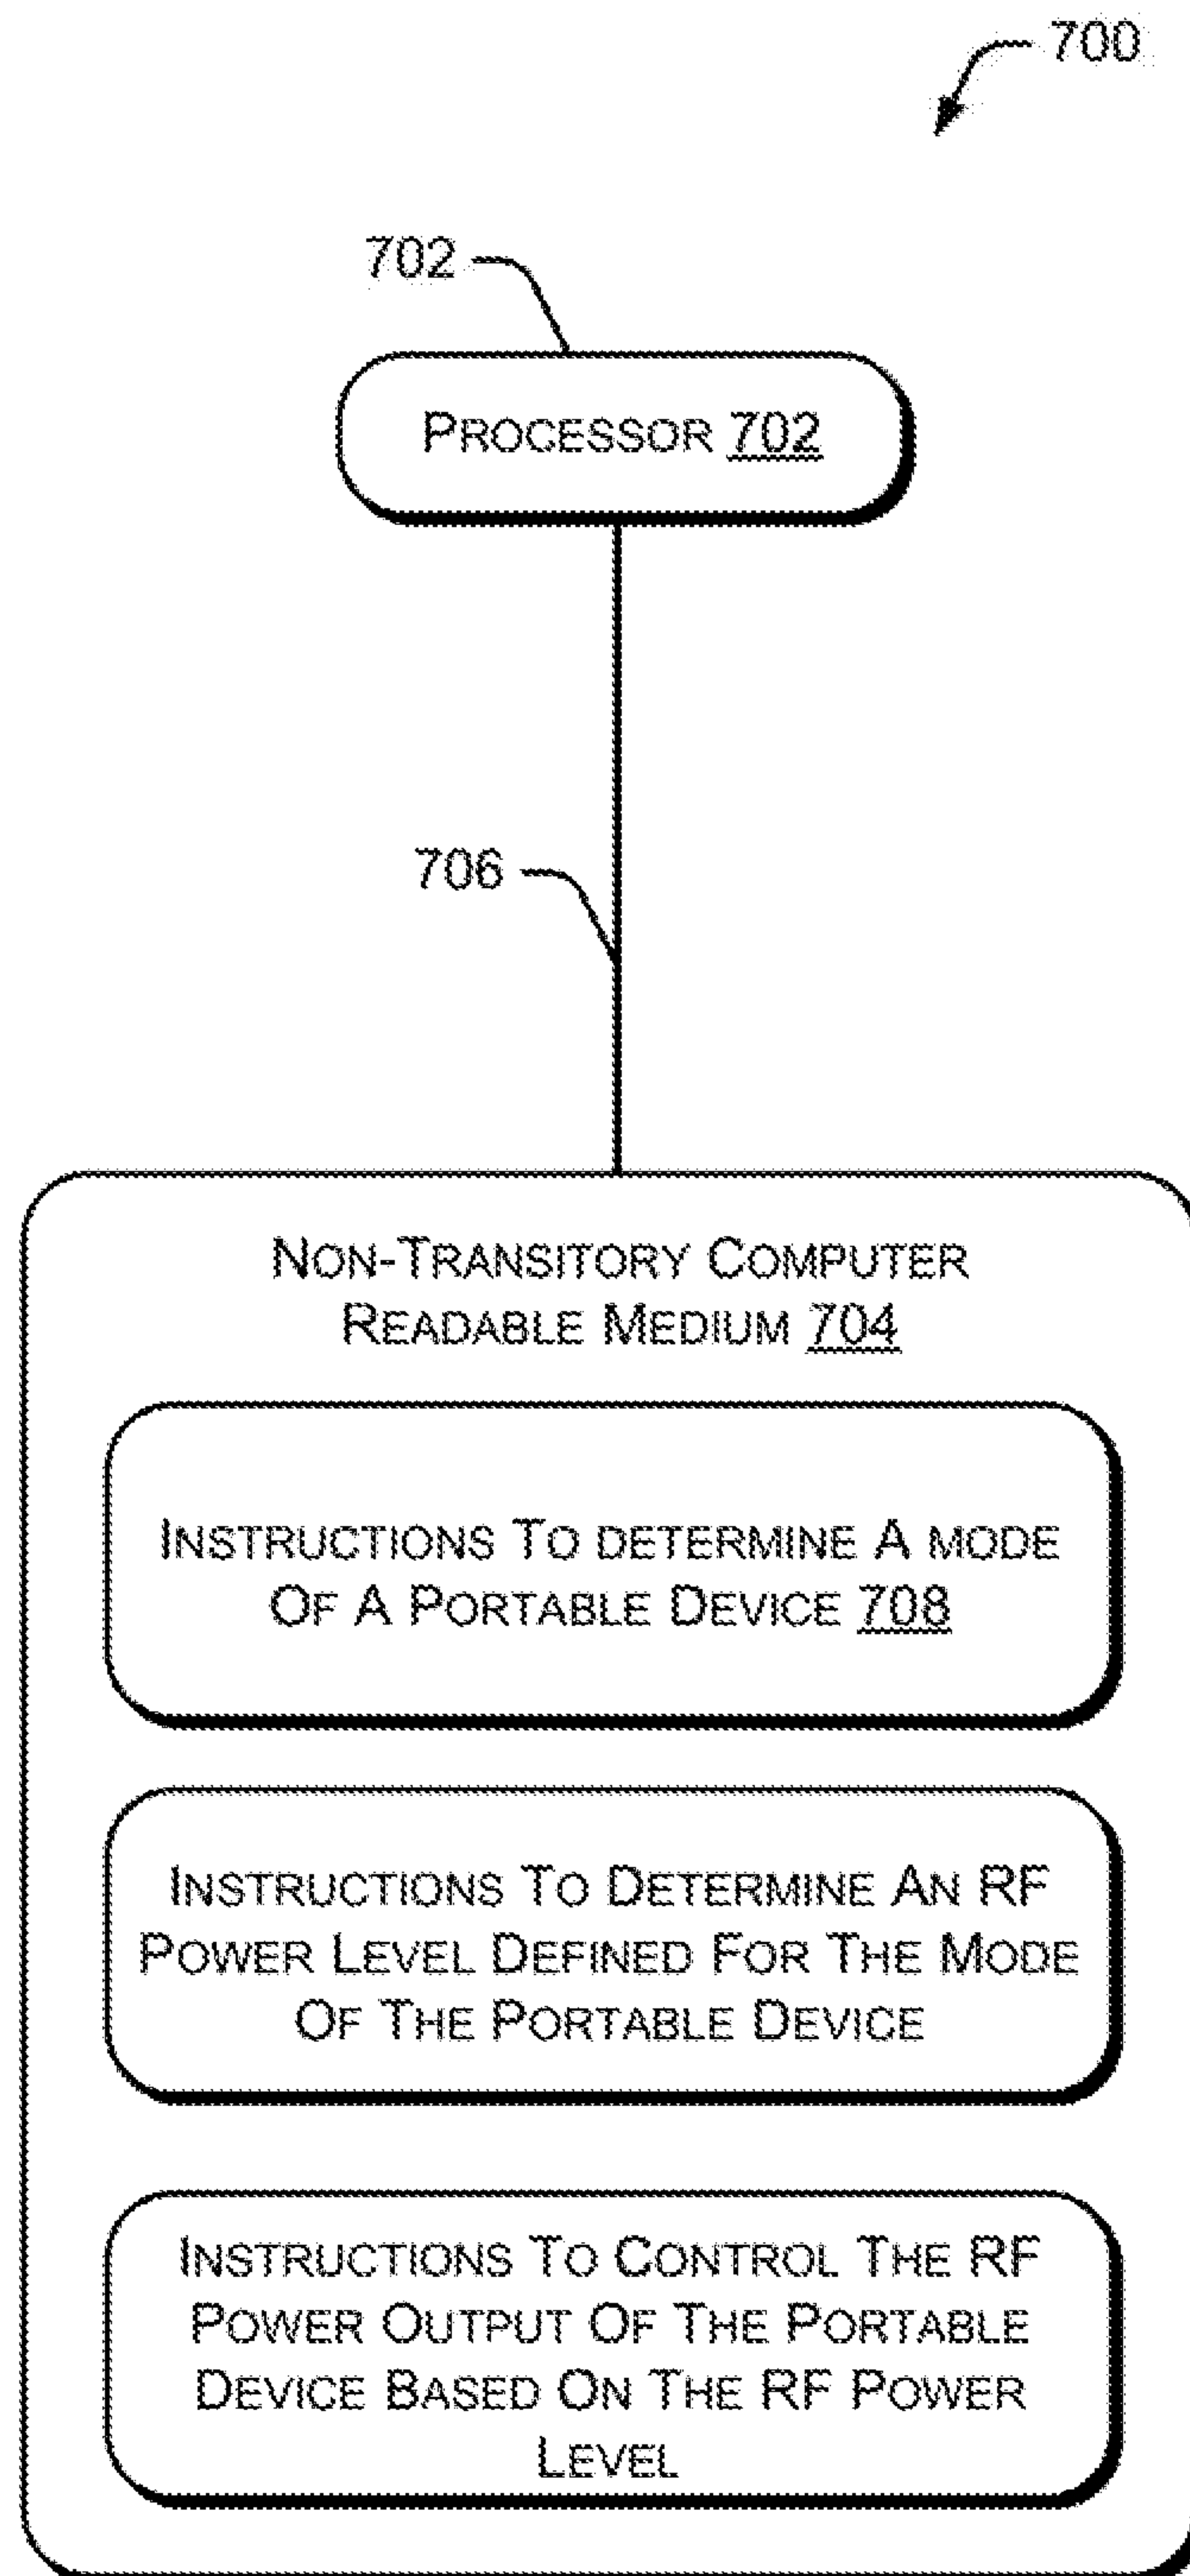 700
702
PROCESSOR 702
706
NON-TRANSITORY COMPUTER
READABLE MEDIUM 704
INSTRUCTIONS TO DETERMINE A MODE
OF A PORTABLE DEVICE 708
INSTRUCTIONS TO DETERMINE AN RF
POWER LEVEL DEFINED FOR THE MODE
OF THE PORTABLE DEVICE
INSTRUCTIONS TO CONTROL THE RF
POWER OUTPUT OF THE PORTABLE
DEVICE BASED ON THE RF POWER
LEVEL